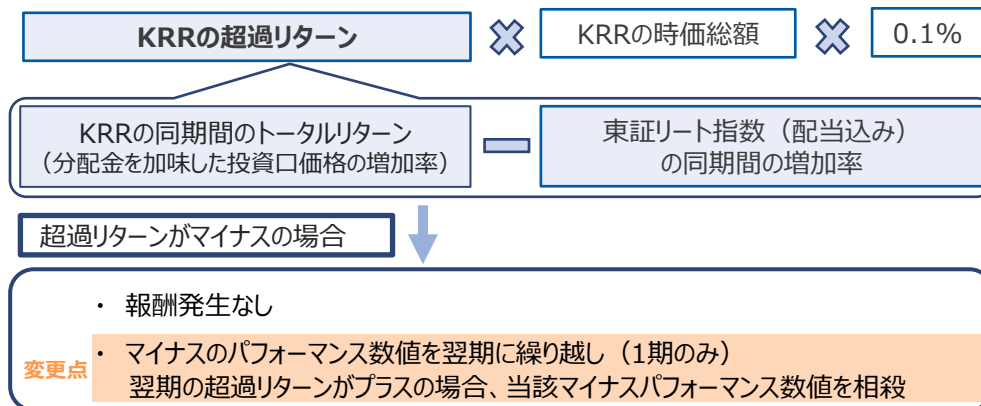 KRRの超過リターン
KRRの時価総額
0.1%
KRRの同期間のトータルリターン
（分配金を加味した投資口価格の増加率）
東証リート指数（配当込み）
の同期間の増加率
超過リターンがマイナスの場合
・ 報酬発生なし
変更点
・ マイナスのパフォーマンス数値を翌期に繰り越し（1期のみ）
翌期の超過リターンがプラスの場合、当該マイナスパフォーマンス数値を相殺